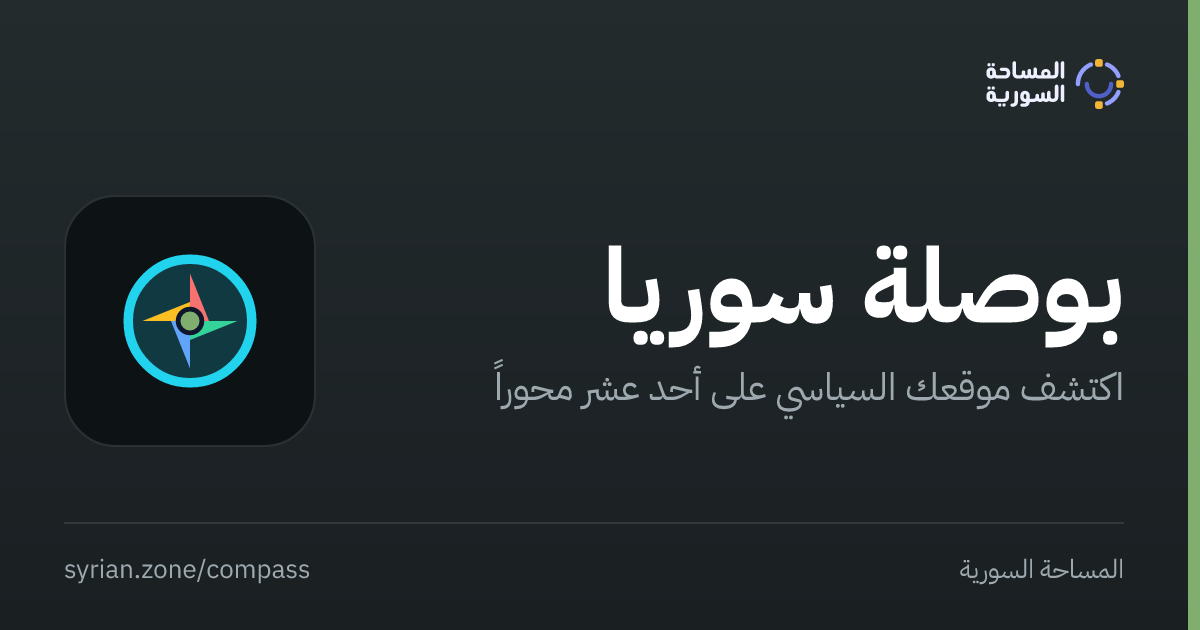 المساحة
السورية
بوصلة سوريا
اكتشف موقعك السياسي على أحد عشر محوراً
المساحة السورية
syrian.zone/compass